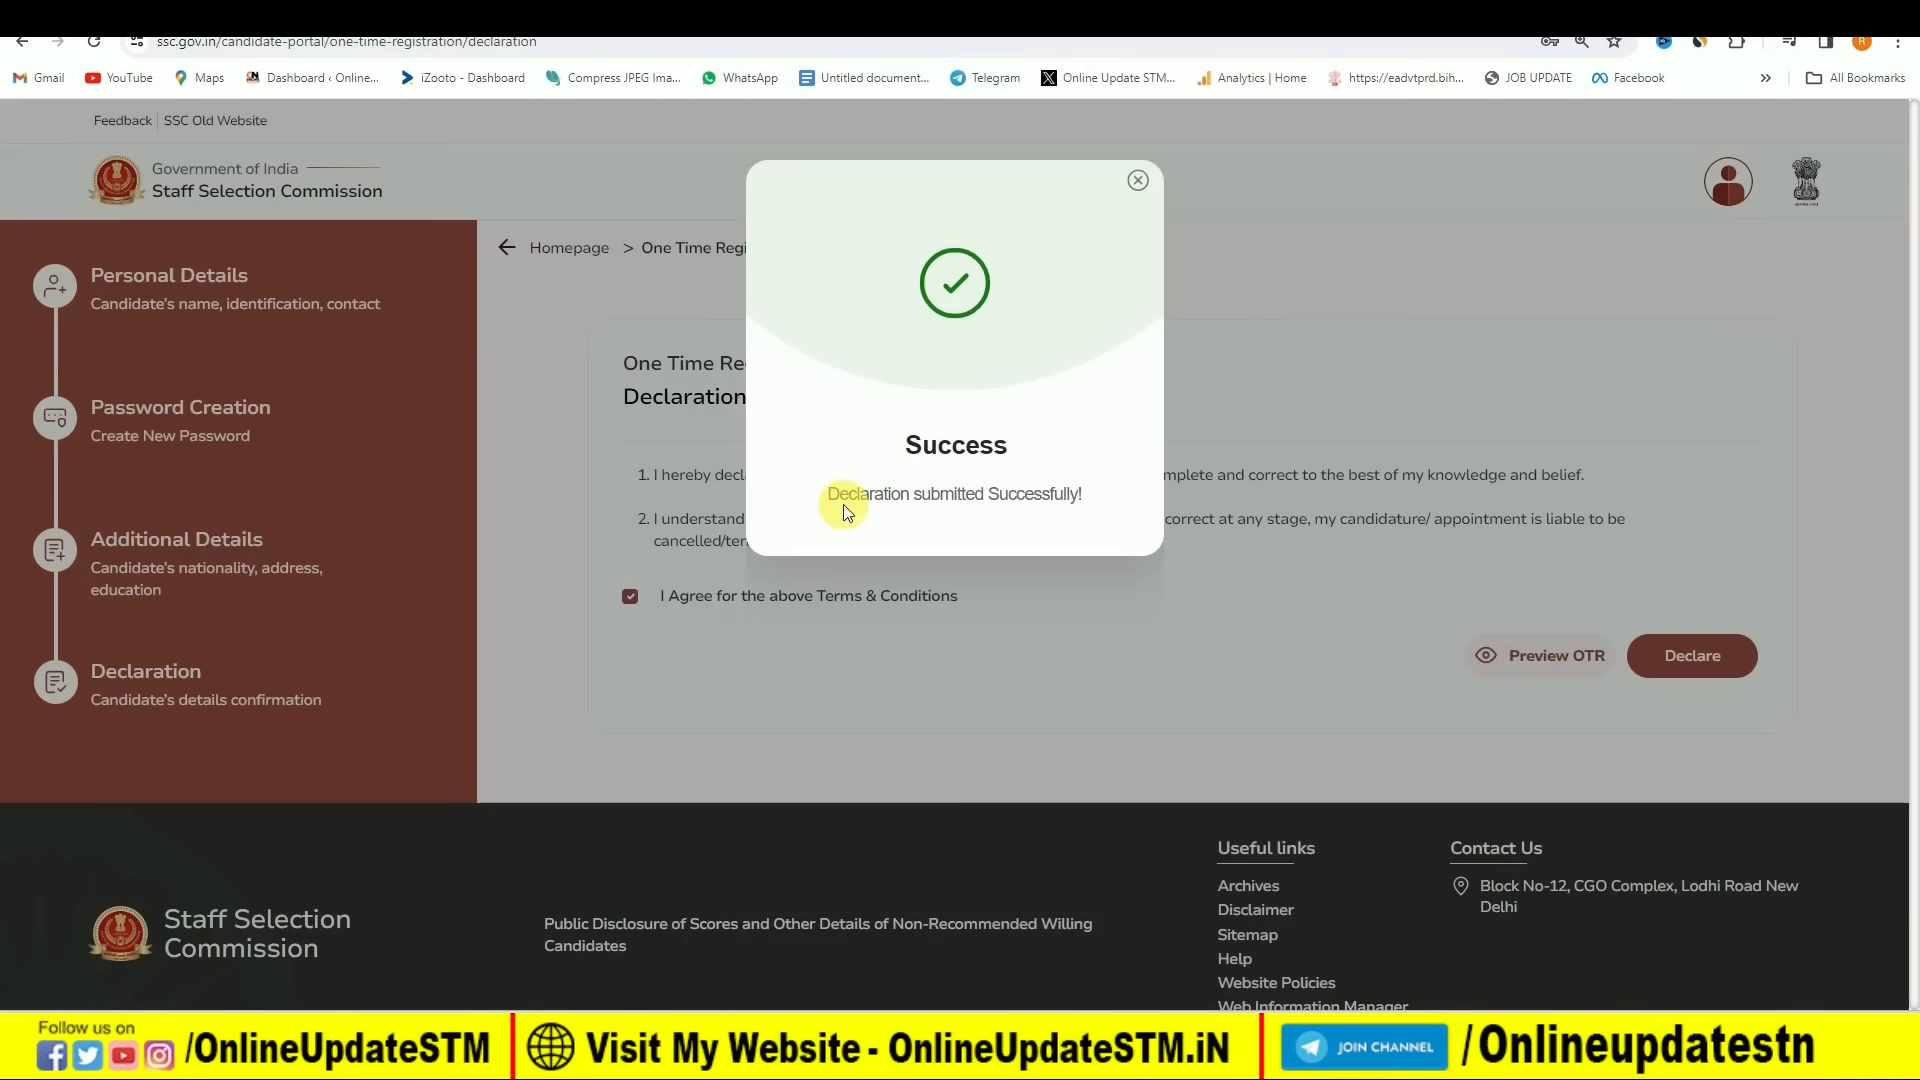 ssc.gov.in/candidate-portal/one-time-registration/declaration
Gmail
YouTube
Maps
Dashboard ‹ Online...
iZooto - Dashboard
Compress JPEG Ima...
WhatsApp
Untitled document...
Telegram
Online Update STM...
Analytics | Home
https://eadvtprd.bih...
JOB UPDATE
Facebook
All Bookmarks
Feedback
SSC Old Website
Government of India
Staff Selection Commission
Personal Details
Candidate's name, identification, contact
Password Creation
Create New Password
Additional Details
Candidate's nationality, address,
education
Declaration
Candidate's details confirmation
Homepage > One Time Regi
One Time Re
Declaration
1. I hereby decl mplete and correct to the best of my knowledge and belief.
2. I understand correct at any stage, my candidature/ appointment is liable to be
cancelled/ter
I Agree for the above Terms & Conditions
Preview OTR
Declare
Success
Declaration submitted Successfully!
Staff Selection
Commission
Public Disclosure of Scores and Other Details of Non-Recommended Willing
Candidates
Useful links
Archives
Disclaimer
Sitemap
Help
Website Policies
Web Information Manager
Contact Us
Block No-12, CGO Complex, Lodhi Road New
Delhi
Follow us on
/OnlineUpdateSTM
Visit My Website - OnlineUpdateSTM.iN
JOIN CHANNEL
/Onlineupdatestn